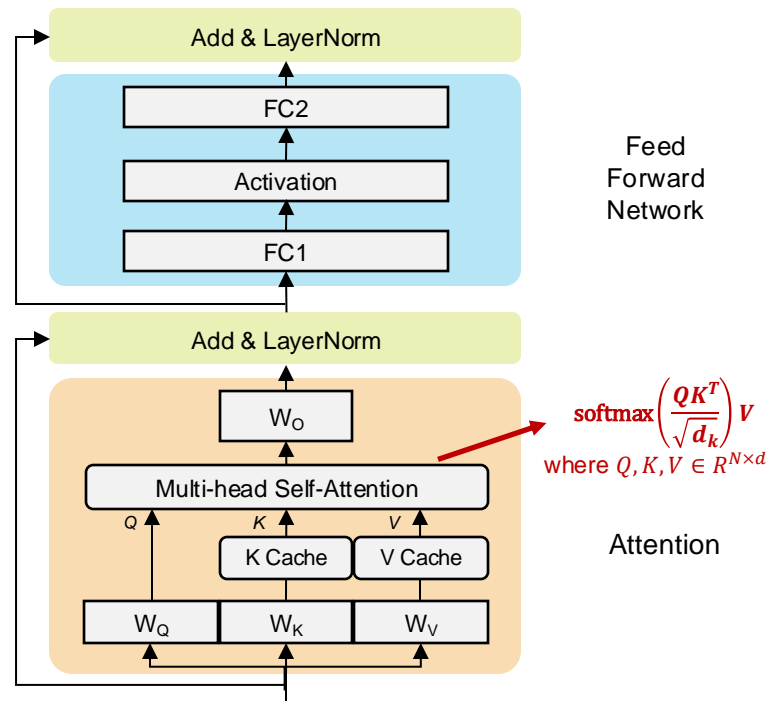 Add & LayerNorm
FC2
Activation
FC1
Feed
Forward
Network
Add & LayerNorm
W_O
softmax(QK^T/√d_k)V
where Q, K, V ∈ R^{N×d}
Multi-head Self-Attention
Q
K
V
K Cache
V Cache
Attention
W_Q
W_K
W_V